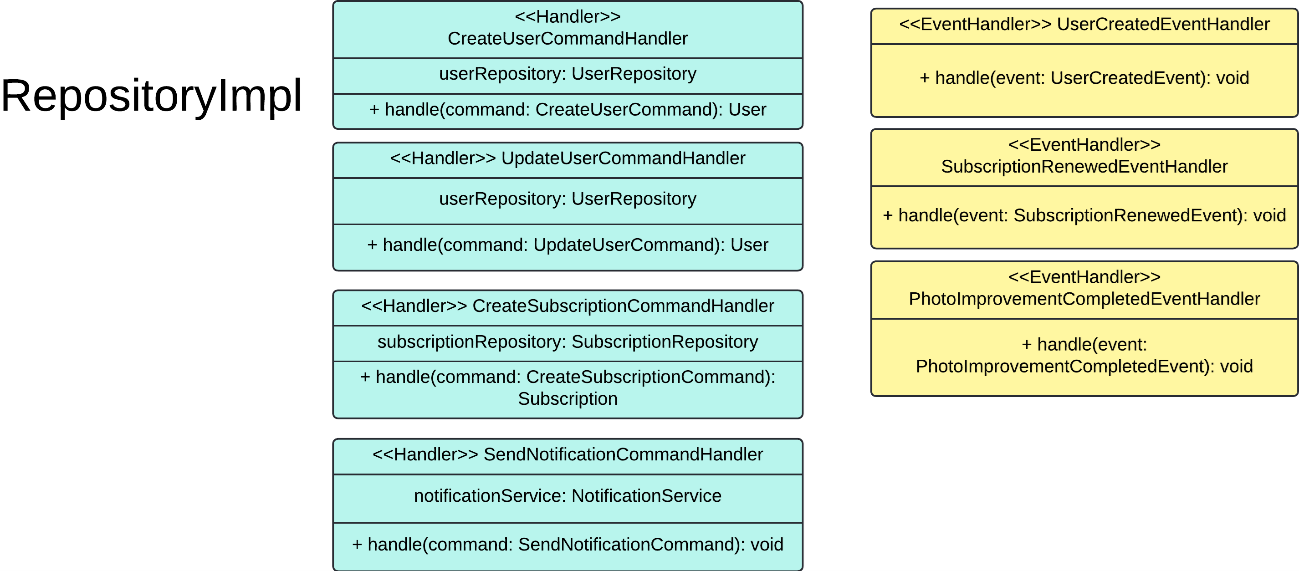 RepositoryImpl
<<Handler>>
CreateUserCommandHandler
userRepository: UserRepository
+ handle(command: CreateUserCommand): User
<<Handler>> UpdateUserCommandHandler
userRepository: UserRepository
+ handle(command: UpdateUserCommand): User
<<Handler>> CreateSubscriptionCommandHandler
subscriptionRepository: SubscriptionRepository
+ handle(command: CreateSubscriptionCommand):
Subscription
<<Handler>> SendNotificationCommandHandler
notificationService: NotificationService
+ handle(command: SendNotificationCommand): void
<<EventHandler>> UserCreatedEventHandler
+ handle(event: UserCreatedEvent): void
<<EventHandler>>
SubscriptionRenewedEventHandler
+ handle(event: SubscriptionRenewedEvent): void
<<EventHandler>>
PhotoImprovementCompletedEventHandler
+ handle(event:
PhotoImprovementCompletedEvent): void